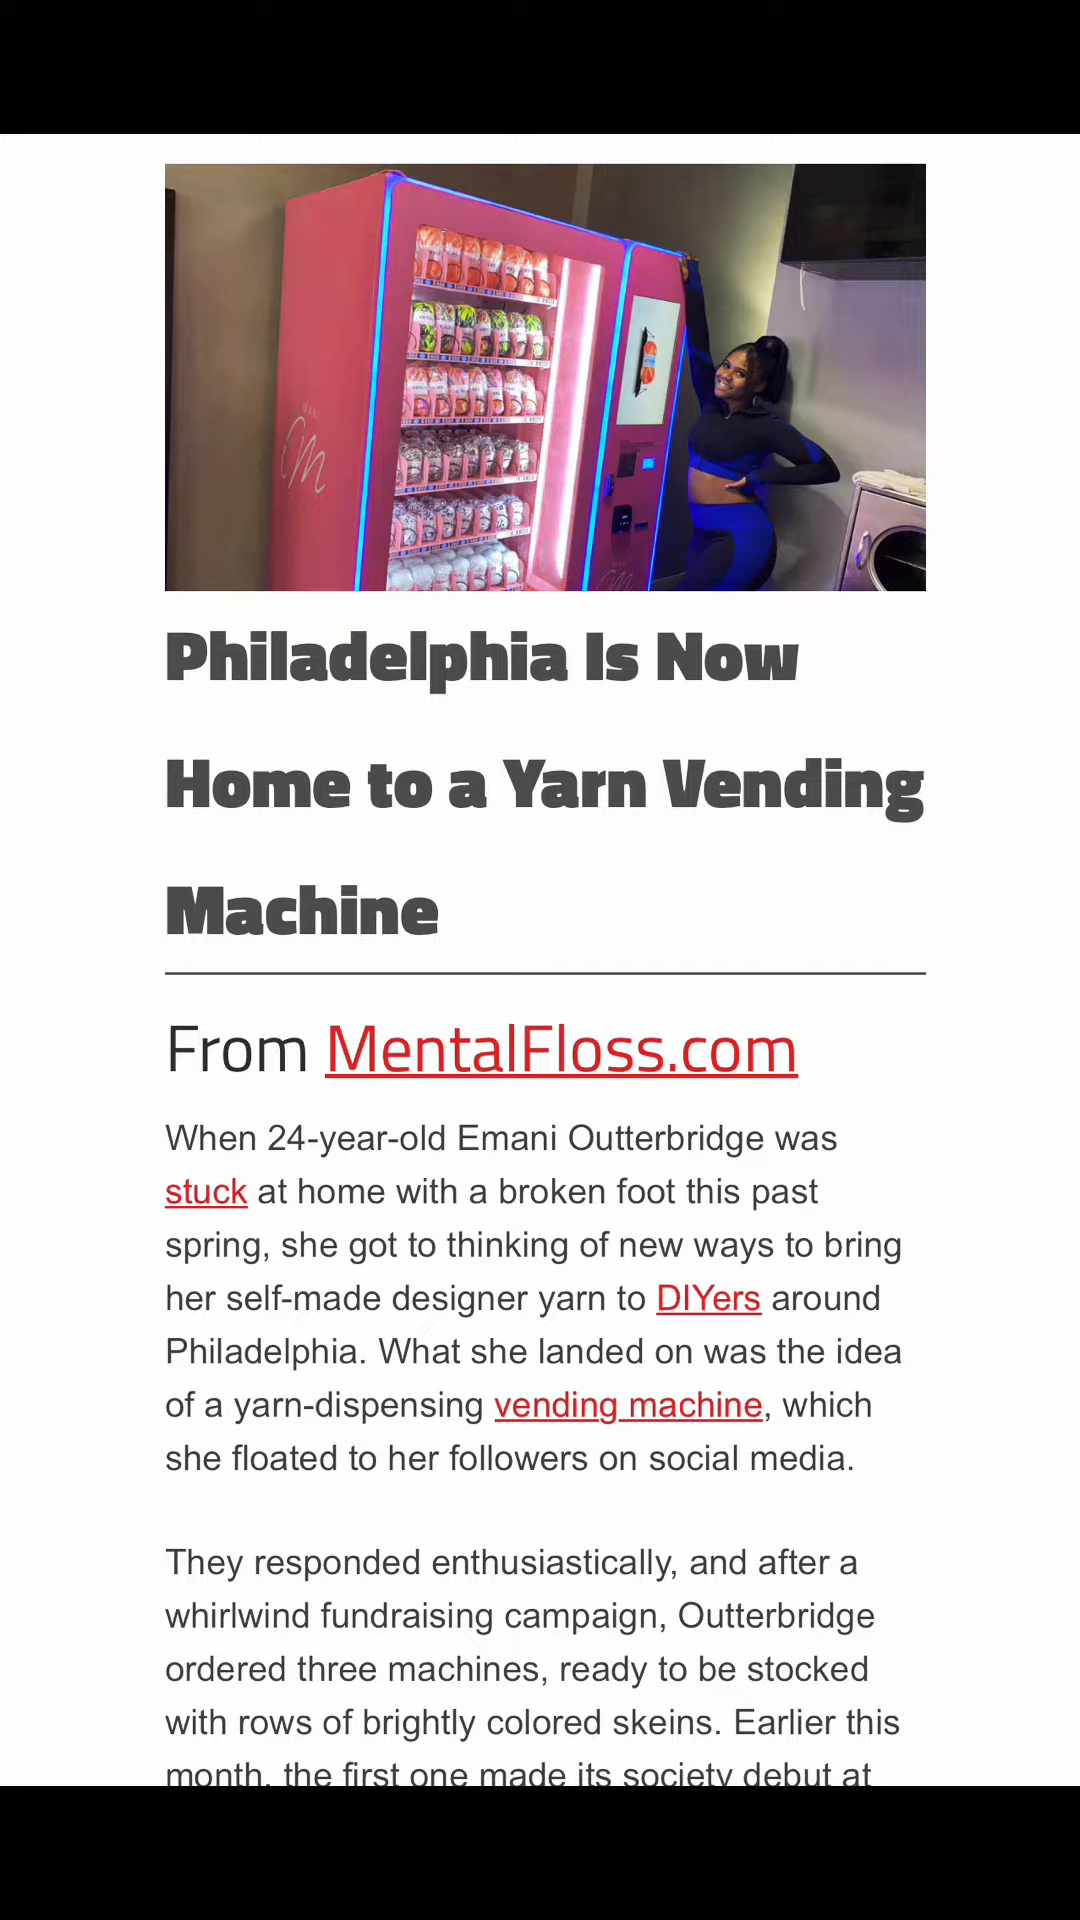 Philadelphia Is Now
Home to a Yarn Vending
Machine
From MentalFloss.com
When 24-year-old Emani Outterbridge was
stuck at home with a broken foot this past
spring, she got to thinking of new ways to bring
her self-made designer yarn to DIYers around
Philadelphia. What she landed on was the idea
of a yarn-dispensing vending machine, which
she floated to her followers on social media.
They responded enthusiastically, and after a
whirlwind fundraising campaign, Outterbridge
ordered three machines, ready to be stocked
with rows of brightly colored skeins. Earlier this
month, the first one made its society debut at